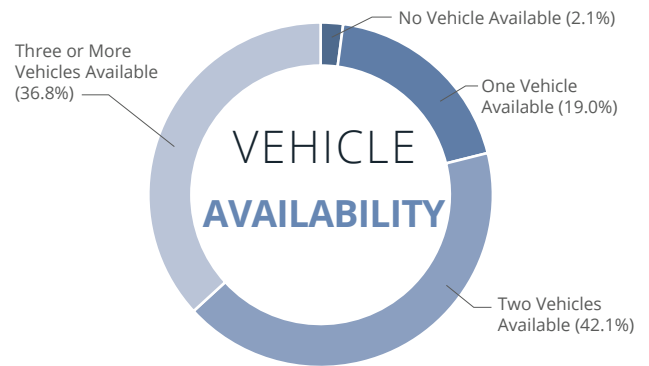 No Vehicle Available (2.1%)
Three or More
Vehicles Available
(36.8%)
One Vehicle
Available (19.0%)
VEHICLE
AVAILABILITY
Two Vehicles
Available (42.1%)